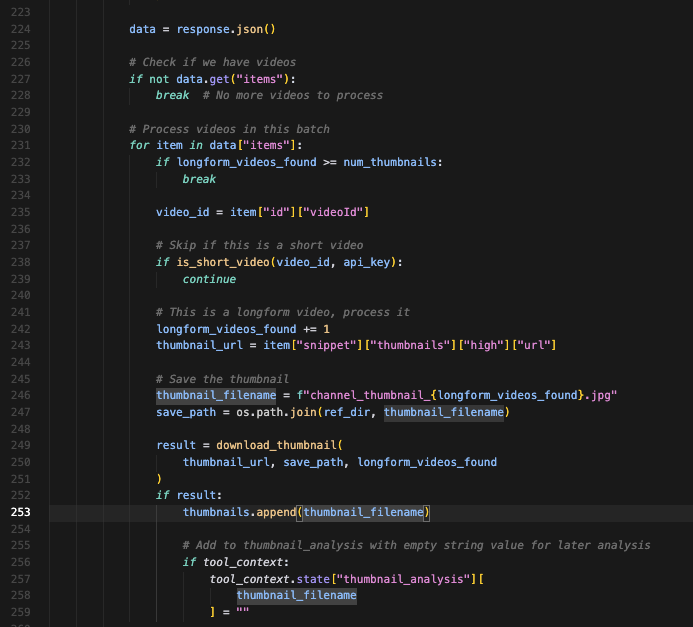 223
224 data = response.json()
225
226 # Check if we have videos
227 if not data.get("items"):
228 break  # No more videos to process
229
230 # Process videos in this batch
231 for item in data["items"]:
232 if longform_videos_found >= num_thumbnails:
233 break
234
235 video_id = item["id"]["videoId"]
236
237 # Skip if this is a short video
238 if is_short_video(video_id, api_key):
239 continue
240
241 # This is a longform video, process it
242 longform_videos_found += 1
243 thumbnail_url = item["snippet"]["thumbnails"]["high"]["url"]
244
245 # Save the thumbnail
246 thumbnail_filename = f"channel_thumbnail_{longform_videos_found}.jpg"
247 save_path = os.path.join(ref_dir, thumbnail_filename)
248
249 result = download_thumbnail(
250 thumbnail_url, save_path, longform_videos_found
251 )
252 if result:
253 thumbnails.append(thumbnail_filename)
254
255 # Add to thumbnail_analysis with empty string value for later analysis
256 if tool_context:
257 tool_context.state["thumbnail_analysis"][
258 thumbnail_filename
259 ] = ""